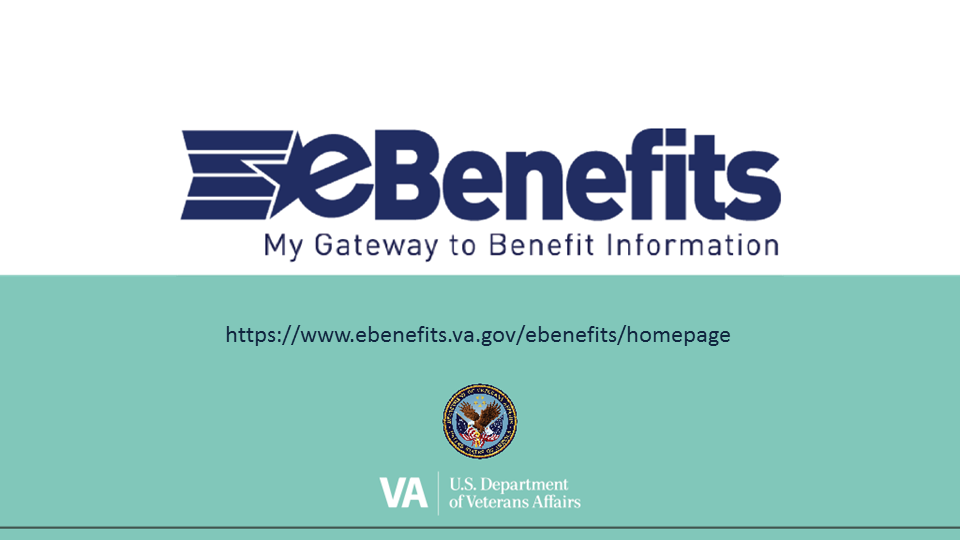 eBenefits
My Gateway to Benefit Information
https://www.ebenefits.va.gov/ebenefits/homepage
VA
U.S. Department
of Veterans Affairs